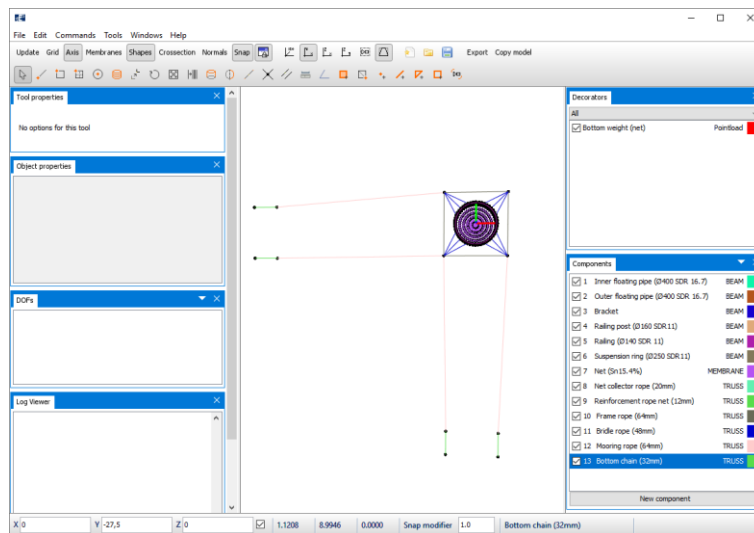 File Edit Commands Tools Windows Help
Update Grid Axis Membranes Shapes Crossection Normals Snap Export Copy model
Tool properties
No options for this tool
Object properties
DOFs
Log Viewer
Decorators
All
Bottom weight (net) Pointload
Components
1 Inner floating pipe (Ø400 SDR 16.7) BEAM
2 Outer floating pipe (Ø400 SDR 16.7) BEAM
3 Bracket BEAM
4 Railing post (Ø160 SDR11) BEAM
5 Railing (Ø140 SDR 11) BEAM
6 Suspension ring (Ø250 SDR11) BEAM
7 Net (Sn15.4%) MEMBRANE
8 Net collector rope (20mm) TRUSS
9 Reinforcement rope net (12mm) TRUSS
10 Frame rope (64mm) TRUSS
11 Bridle rope (48mm) TRUSS
12 Mooring rope (64mm) TRUSS
13 Bottom chain (32mm) TRUSS
New component
X 0 Y -27,5 Z 0 1.1208 8.9946 0.0000 Snap modifier 1.0 Bottom chain (32mm)